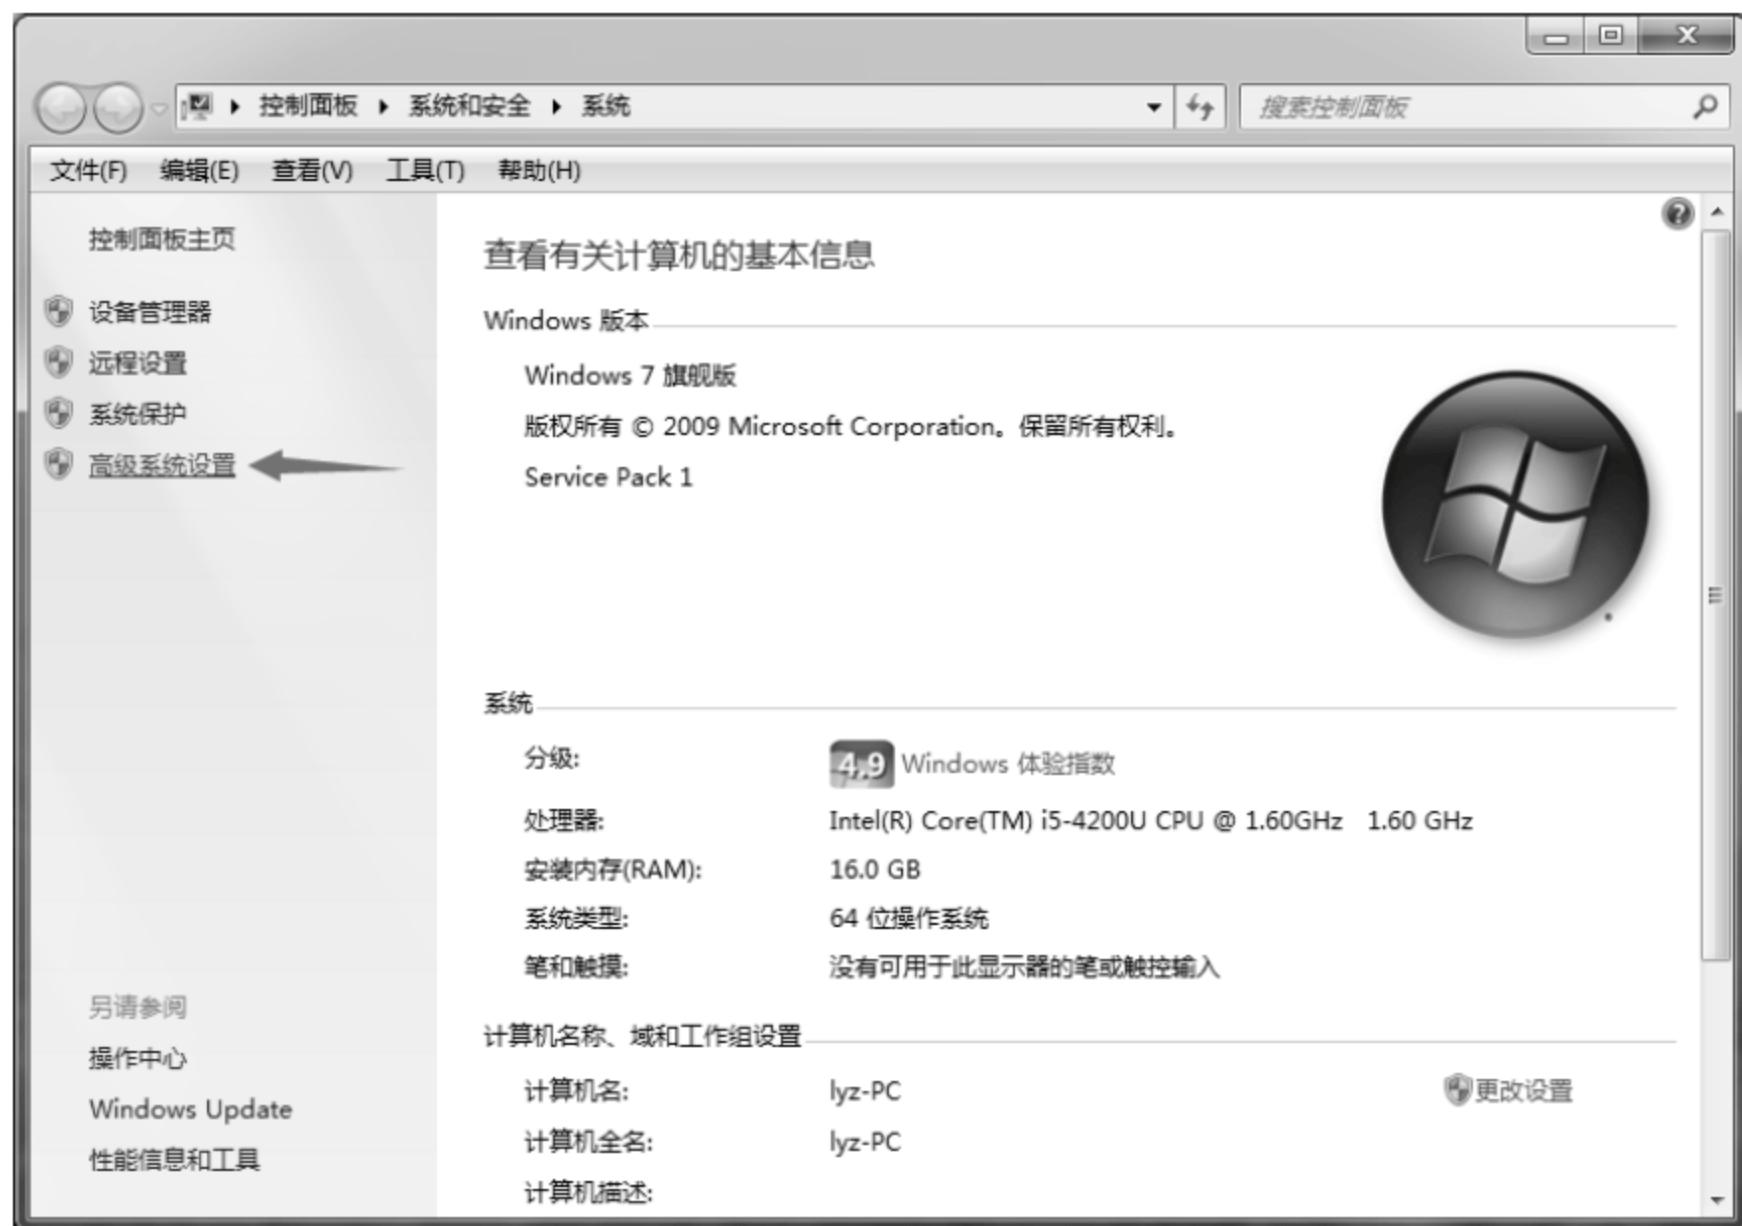 控制面板 系统和安全 系统
搜索控制面板
文件(F) 编辑(E) 查看(V) 工具(T) 帮助(H)
控制面板主页
设备管理器
远程设置
系统保护
高级系统设置
另请参阅
操作中心
Windows Update
性能信息和工具
查看有关计算机的基本信息
Windows 版本
Windows 7 旗舰版
版权所有 © 2009 Microsoft Corporation。保留所有权利。
Service Pack 1
系统
分级: 4.9 Windows 体验指数
处理器: Intel(R) Core(TM) i5-4200U CPU @ 1.60GHz 1.60 GHz
安装内存(RAM): 16.0 GB
系统类型: 64 位操作系统
笔和触摸: 没有可用于此显示器的笔或触控输入
计算机名称、域和工作组设置
计算机名: lyz-PC 更改设置
计算机全名: lyz-PC
计算机描述: